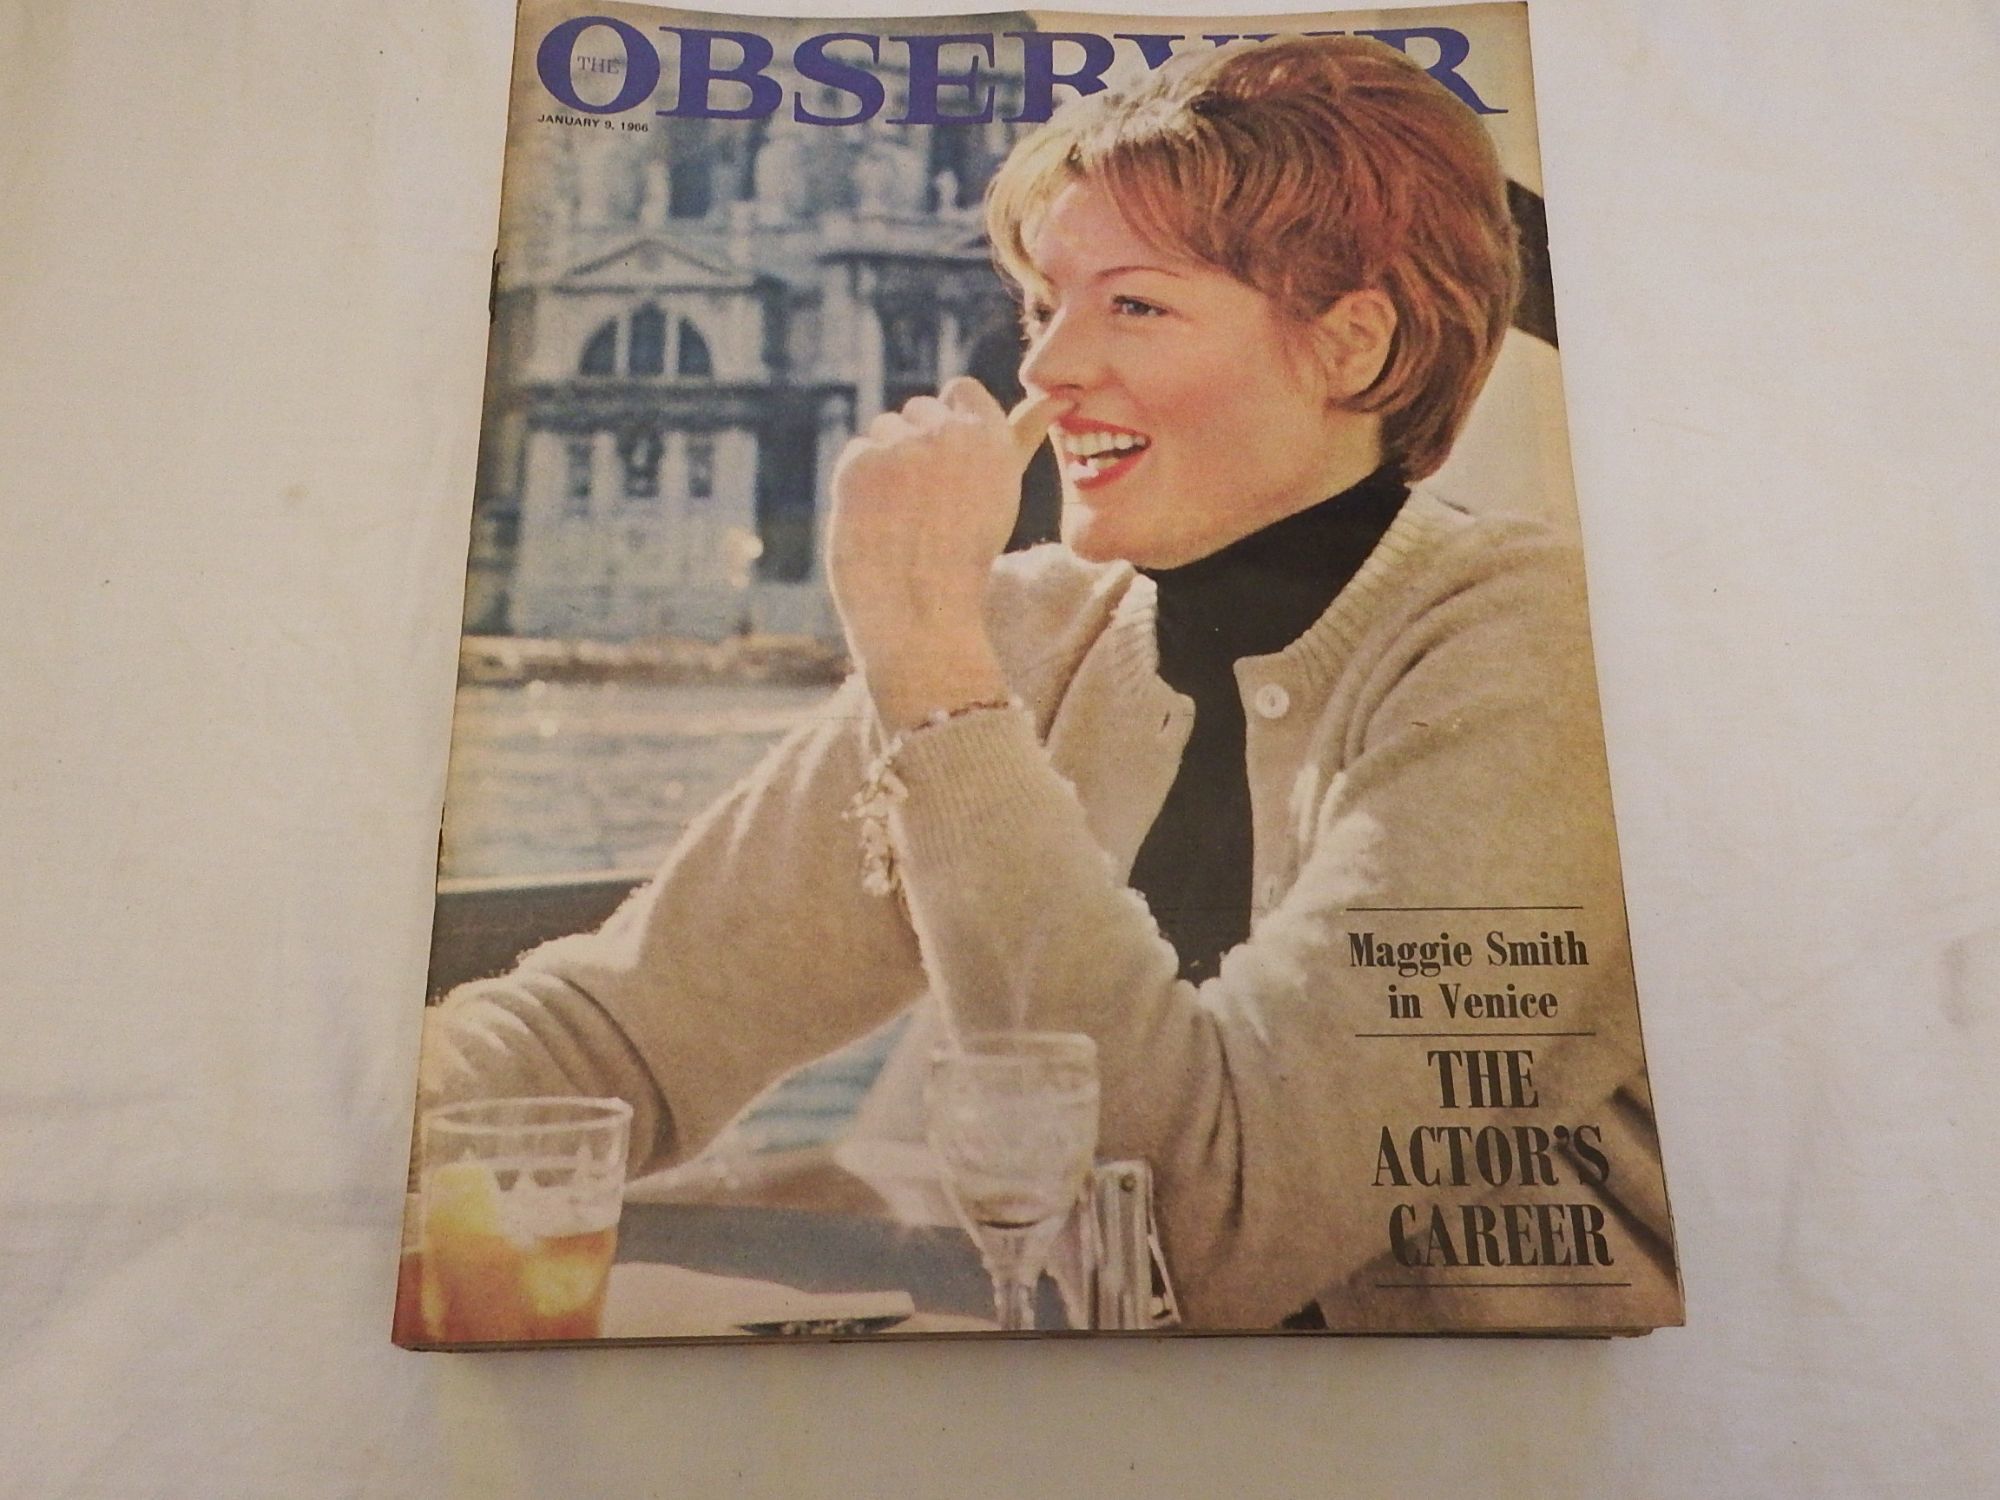 THE OBSERVER
JANUARY 9, 1966
Maggie Smith
in Venice
THE
ACTOR'S
CAREER